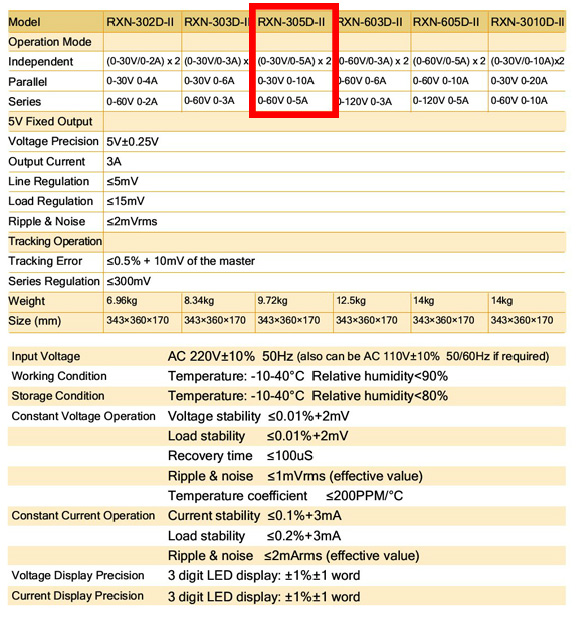 Model RXN-302D-II RXN-303D-II RXN-305D-II RXN-603D-II RXN-605D-II RXN-3010D-II
Operation Mode
Independent (O-30V/0-2A) x 2 (0-30V/0-3A) x (0-30V/0-5A) x 2 (0-60V/0-3A) x 2 (0-60V/0-5A) x 2 (0-30V/0-10A)x2
Parallel 0-30V 0-4A 0-30V 0-6A 0-30V 0-10A 0-60V 0-6A 0-60V 0-10A 0-30V 0-20A
Series 0-60V 0-2A 0-60V 0-3A 0-60V 0-5A 0-120V 0-3A 0-120V 0-5A 0-60V 0-10A
5V Fixed Output
Voltage Precision 5V±0.25V
Output Current 3A
Line Regulation ≤5mV
Load Regulation ≤15mV
Ripple & Noise ≤2mVrms
Tracking Operation
Tracking Error ≤0.5% + 10mV of the master
Series Regulation ≤300mV
Weight 6.96kg 8.34kg 9.72kg 12.5kg 14kg 14kg
Size (mm) 343×360×170 343×360×170 343×360×170 343×360×170 343×360×170 343×360×170
Input Voltage AC 220V±10% 50Hz (also can be AC 110V±10% 50/60Hz if required)
Working Condition Temperature: -10-40°C Relative humidity<90%
Storage Condition Temperature: -10-40°C Relative humidity<80%
Constant Voltage Operation Voltage stability ≤0.01%+2mV
Load stability ≤0.01%+2mV
Recovery time ≤100uS
Ripple & noise ≤1mVrms (effective value)
Temperature coefficient ≤200PPM/°C
Constant Current Operation Current stability ≤0.1%+3mA
Load stability ≤0.2%+3mA
Ripple & noise ≤2mArms (effective value)
Voltage Display Precision 3 digit LED display: ±1%±1 word
Current Display Precision 3 digit LED display: ±1%±1 word